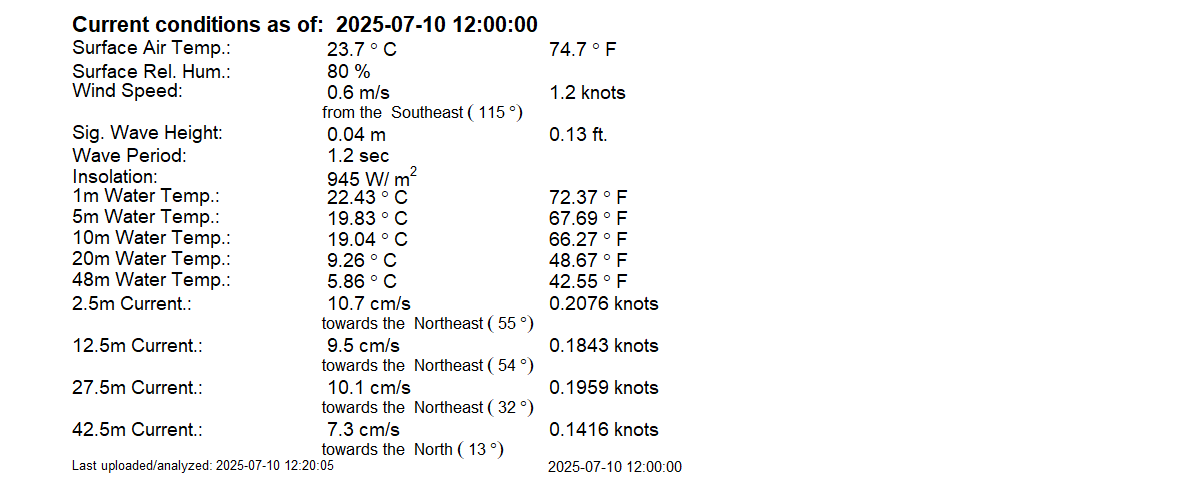 Current conditions as of: 2025-07-10 12:00:00
Surface Air Temp.: 23.7 ° C 74.7 ° F
Surface Rel. Hum.: 80 %
Wind Speed: 0.6 m/s 1.2 knots
from the Southeast ( 115 °)
Sig. Wave Height: 0.04 m 0.13 ft.
Wave Period: 1.2 sec
Insolation: 945 W/ m²
1m Water Temp.: 22.43 ° C 72.37 ° F
5m Water Temp.: 19.83 ° C 67.69 ° F
10m Water Temp.: 19.04 ° C 66.27 ° F
20m Water Temp.: 9.26 ° C 48.67 ° F
48m Water Temp.: 5.86 ° C 42.55 ° F
2.5m Current.: 10.7 cm/s 0.2076 knots
towards the Northeast ( 55 °)
12.5m Current.: 9.5 cm/s 0.1843 knots
towards the Northeast ( 54 °)
27.5m Current.: 10.1 cm/s 0.1959 knots
towards the Northeast ( 32 °)
42.5m Current.: 7.3 cm/s 0.1416 knots
towards the North ( 13 °)
Last uploaded/analyzed: 2025-07-10 12:20:05 2025-07-10 12:00:00